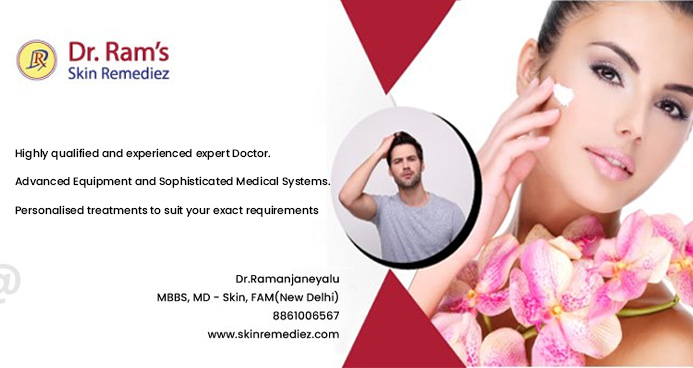 Dr. Ram's
Skin Remediez
Highly qualified and experienced expert Doctor.
Advanced Equipment and Sophisticated Medical Systems.
Personalised treatments to suit your exact requirements
@
Dr.Ramanjaneyalu
MBBS, MD - Skin, FAM(New Delhi)
8861006567
www.skinremediez.com